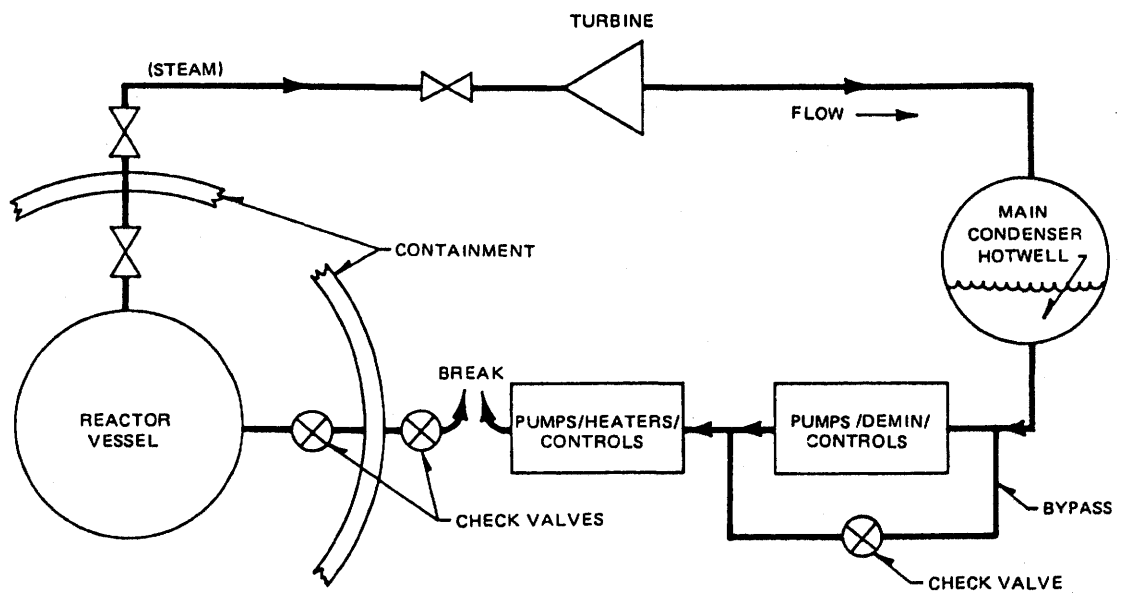 TURBINE
(STEAM)
FLOW
MAIN
CONDENSER
HOTWELL
CONTAINMENT
BREAK
REACTOR
VESSEL
PUMPS/HEATERS/
CONTROLS
PUMPS/DEMIN/
CONTROLS
CHECK VALVES
BYPASS
CHECK VALVE